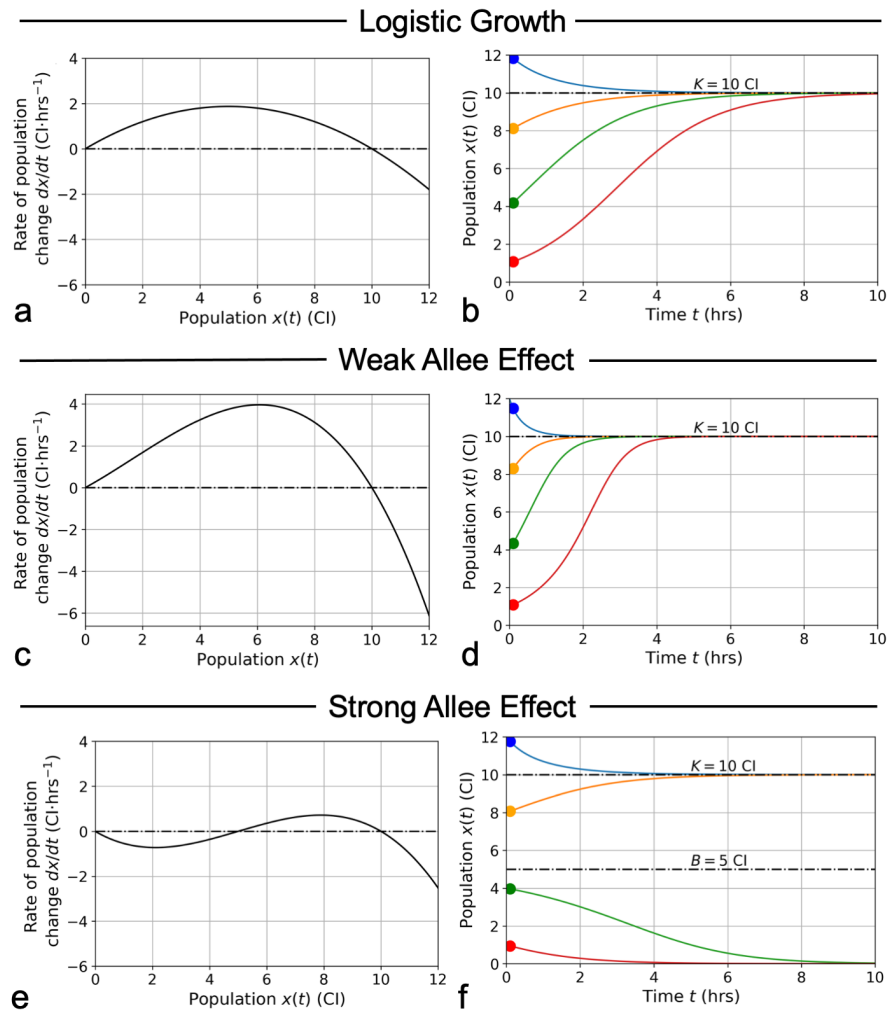 Logistic Growth
Rate of population
change dx/dt (CI·hrs⁻¹)
4
2
0
−2
−4
−6
0 2 4 6 8 10 12
Population x(t) (CI)
a
Population x(t) (CI)
12
10
8
6
4
2
0
K = 10 CI
0 2 4 6 8 10
Time t (hrs)
b
Weak Allee Effect
Rate of population
change dx/dt (CI·hrs⁻¹)
4
2
0
−2
−4
−6
0 2 4 6 8 10 12
Population x(t)
c
Population x(t) (CI)
12
10
8
6
4
2
0
K = 10 CI
0 2 4 6 8 10
Time t (hrs)
d
Strong Allee Effect
Rate of population
change dx/dt (CI·hrs⁻¹)
4
2
0
−2
−4
−6
0 2 4 6 8 10 12
Population x(t) (CI)
e
Population x(t) (CI)
12
10
8
6
4
2
0
K = 10 CI
B = 5 CI
0 2 4 6 8 10
Time t (hrs)
f